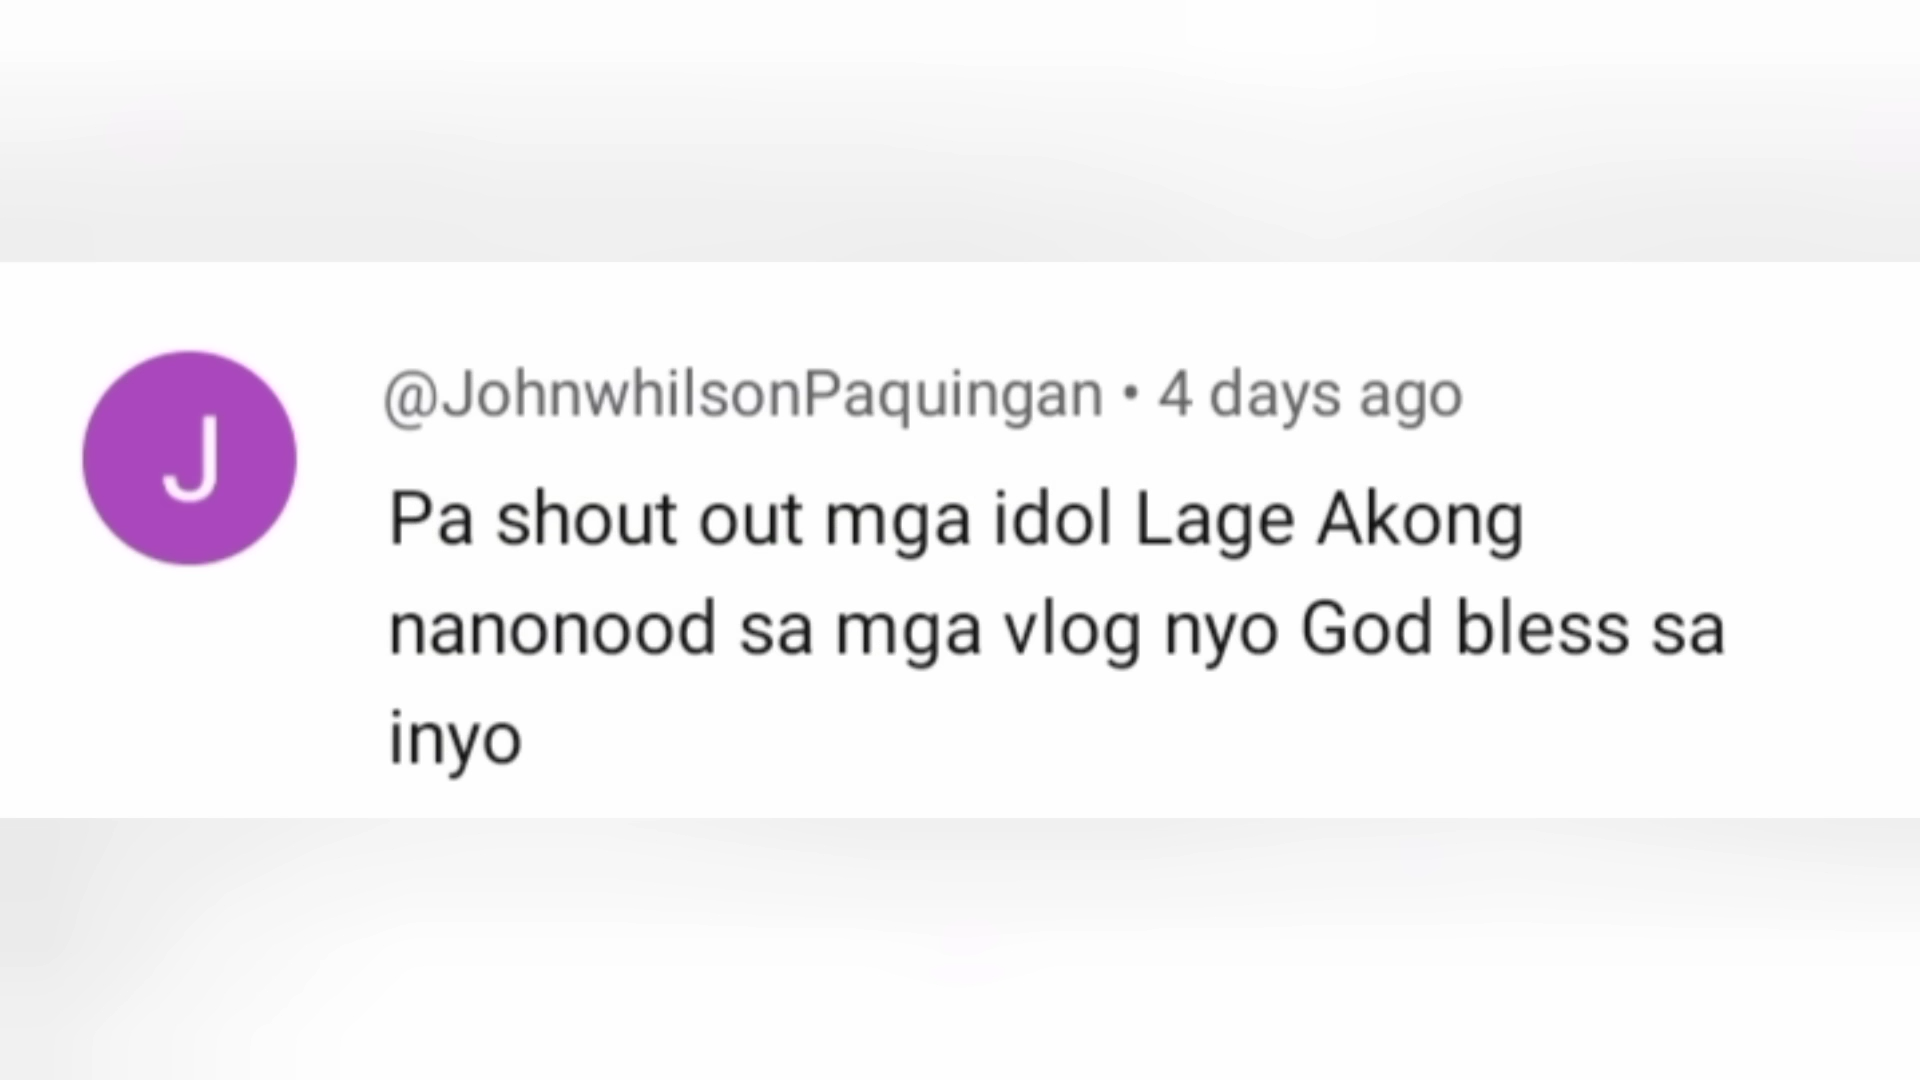 J
@JohnwhilsonPaquingan • 4 days ago
Pa shout out mga idol Lage Akong
nanonood sa mga vlog nyo God bless sa
inyo